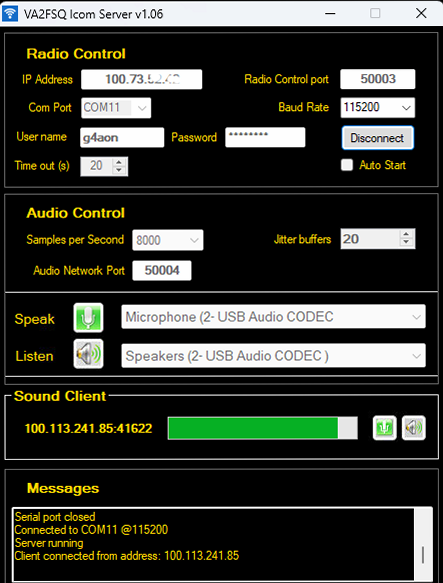 VA2FSQ Icom Server v1.06
Radio Control
IP Address 100.73. Radio Control port 50003
Com Port COM11 Baud Rate 115200
User name g4aon Password ******** Disconnect
Time out (s) 20 Auto Start
Audio Control
Samples per Second 8000 Jitter buffers 20
Audio Network Port 50004
Speak Microphone (2- USB Audio CODEC
Listen Speakers (2- USB Audio CODEC )
Sound Client
100.113.241.85:41622
Messages
Serial port closed
Connected to COM11 @115200
Server running
Client connected from address: 100.113.241.85